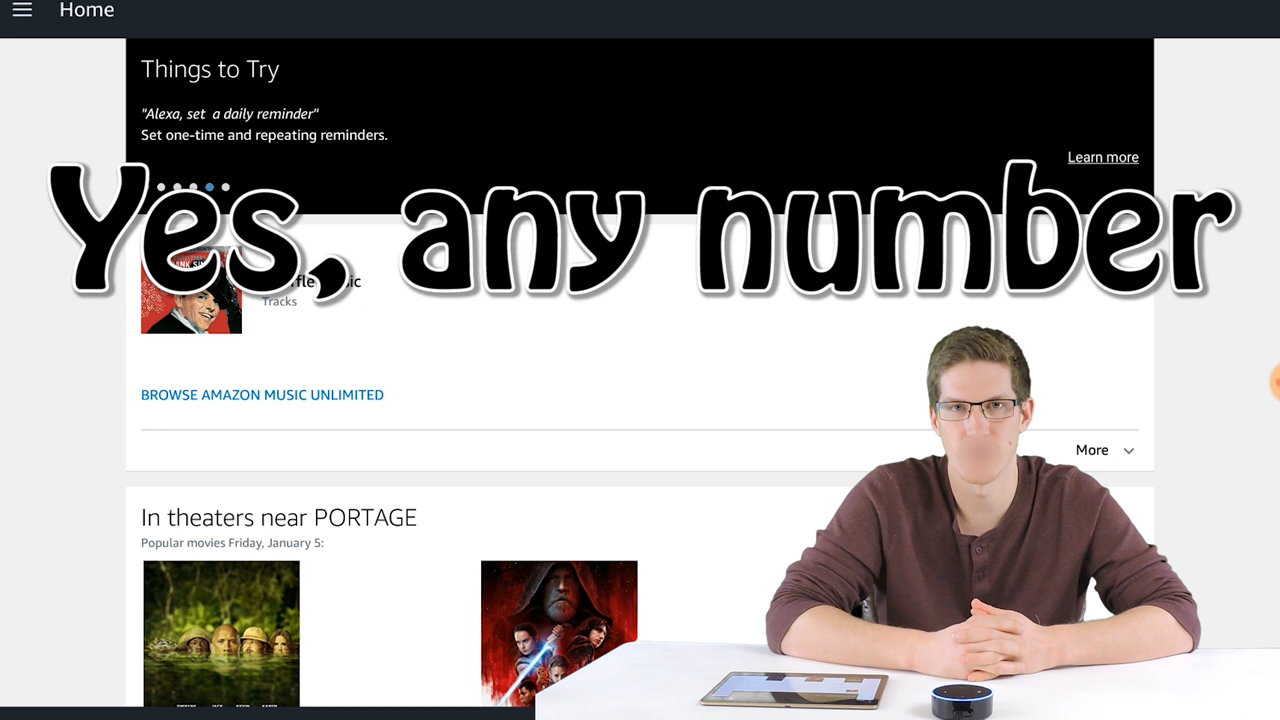 Home
Things to Try
"Alexa, set a daily reminder"
Set one-time and repeating reminders.
Learn more
Yes, any number
Tracks
BROWSE AMAZON MUSIC UNLIMITED
More
In theaters near PORTAGE
Popular movies Friday, January 5: